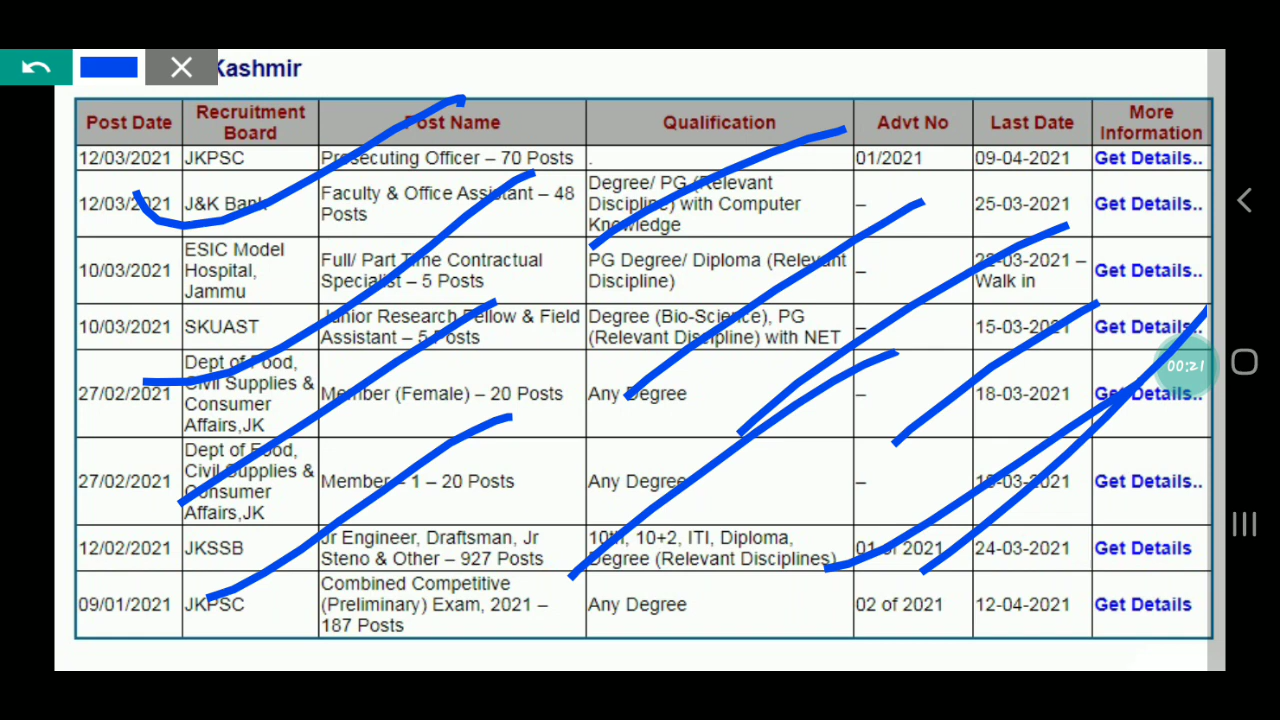 Kashmir
Post Date Recruitment Board Post Name Qualification Advt No Last Date More Information
12/03/2021 JKPSC Prosecuting Officer – 70 Posts . 01/2021 09-04-2021 Get Details..
12/03/2021 J&K Bank Faculty & Office Assistant – 48 Posts Degree/ PG (Relevant Discipline) with Computer Knowledge – 25-03-2021 Get Details..
10/03/2021 ESIC Model Hospital, Jammu Full/ Part Time Contractual Specialist – 5 Posts PG Degree/ Diploma (Relevant Discipline) – 22-03-2021 – Walk in Get Details..
10/03/2021 SKUAST Junior Research Fellow & Field Assistant – 5 Posts Degree (Bio-Science), PG (Relevant Discipline) with NET – 15-03-2021 Get Details..
27/02/2021 Dept of Food, Civil Supplies & Consumer Affairs,JK Member (Female) – 20 Posts Any Degree – 18-03-2021 Get Details..
27/02/2021 Dept of Food, Civil Supplies & Consumer Affairs,JK Member – 1 – 20 Posts Any Degree – 18-03-2021 Get Details..
12/02/2021 JKSSB Jr Engineer, Draftsman, Jr Steno & Other – 927 Posts 10th, 10+2, ITI, Diploma, Degree (Relevant Disciplines) 01 of 2021 24-03-2021 Get Details
09/01/2021 JKPSC Combined Competitive (Preliminary) Exam, 2021 – 187 Posts Any Degree 02 of 2021 12-04-2021 Get Details
00:21